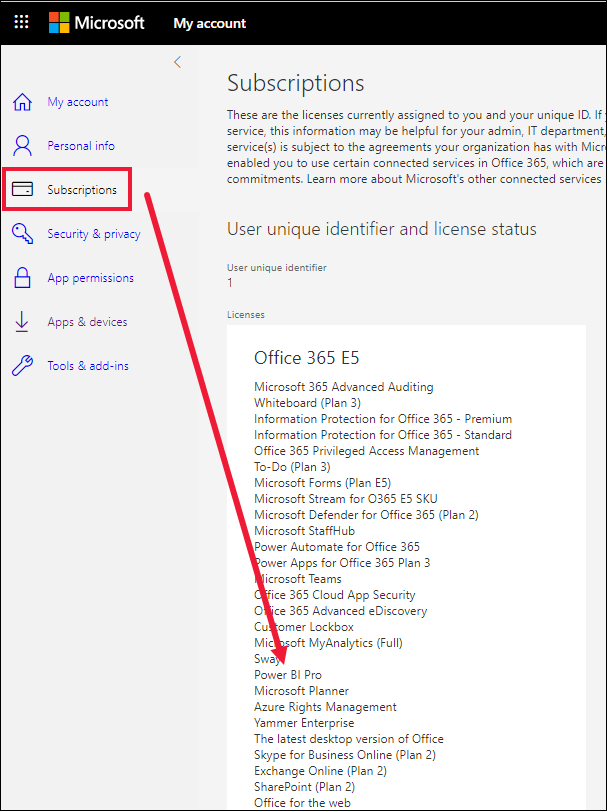 Microsoft
My account
My account
Personal info
Subscriptions
Security & privacy
App permissions
Apps & devices
Tools & add-ins
Subscriptions
These are the licenses currently assigned to you and your unique ID. If y
service, this information may be helpful for your admin, IT department,
service(s) is subject to the agreements your organization has with Micr
enabled you to use certain connected services in Office 365, which are
commitments. Learn more about Microsoft's other connected services
User unique identifier and license status
User unique identifier
1
Licenses
Office 365 E5
Microsoft 365 Advanced Auditing
Whiteboard (Plan 3)
Information Protection for Office 365 - Premium
Information Protection for Office 365 - Standard
Office 365 Privileged Access Management
To-Do (Plan 3)
Microsoft Forms (Plan E5)
Microsoft Stream for O365 E5 SKU
Microsoft Defender for Office 365 (Plan 2)
Microsoft StaffHub
Power Automate for Office 365
Power Apps for Office 365 Plan 3
Microsoft Teams
Office 365 Cloud App Security
Office 365 Advanced eDiscovery
Customer Lockbox
Microsoft MyAnalytics (Full)
Sway
Power BI Pro
Microsoft Planner
Azure Rights Management
Yammer Enterprise
The latest desktop version of Office
Skype for Business Online (Plan 2)
Exchange Online (Plan 2)
SharePoint (Plan 2)
Office for the web